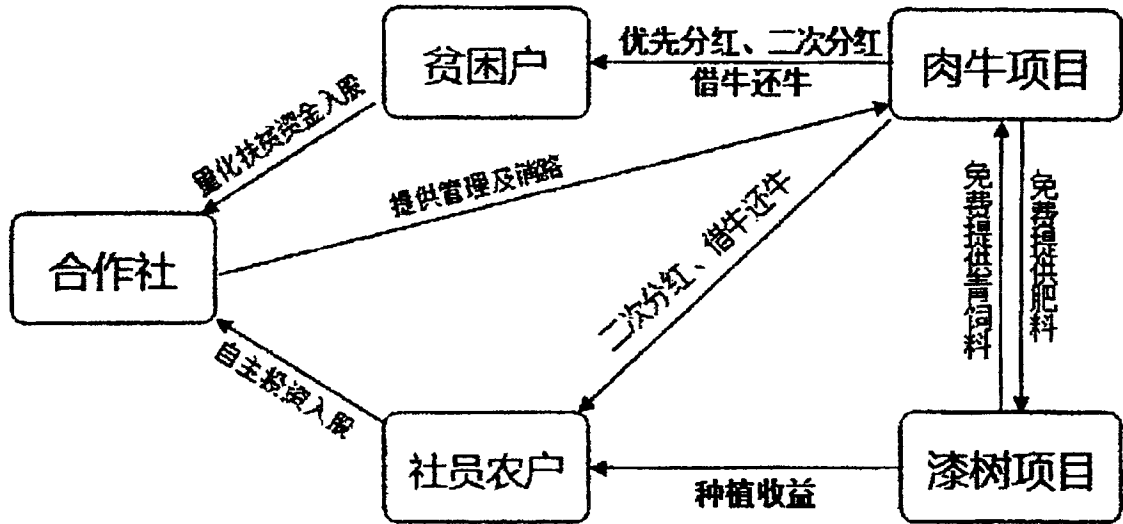 贫困户
优先分红、二次分红
借牛还牛
肉牛项目
量化扶贫资金入股
提供管理及销路
合作社
二次分红、借牛还牛
免费提供青饲料
免费提供肥料
自主投资入股
社员农户
种植收益
漆树项目